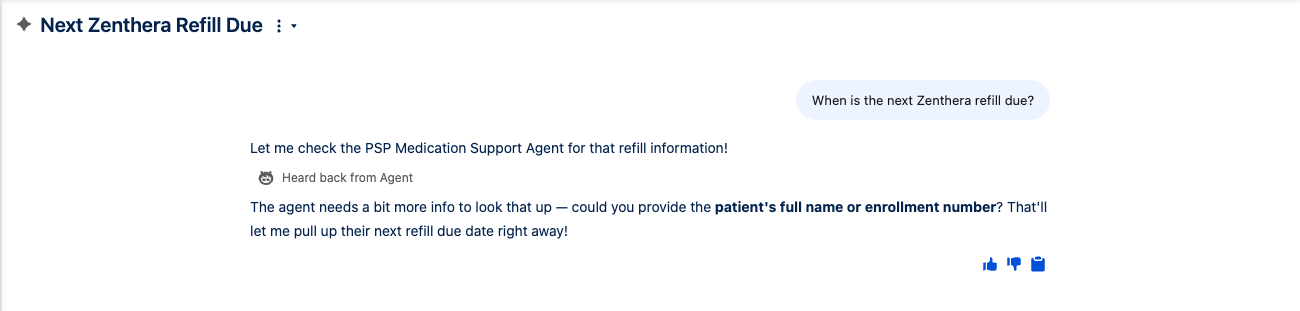 Next Zenthera Refill Due
When is the next Zenthera refill due?
Let me check the PSP Medication Support Agent for that refill information!
Heard back from Agent
The agent needs a bit more info to look that up — could you provide the patient's full name or enrollment number? That'll
let me pull up their next refill due date right away!